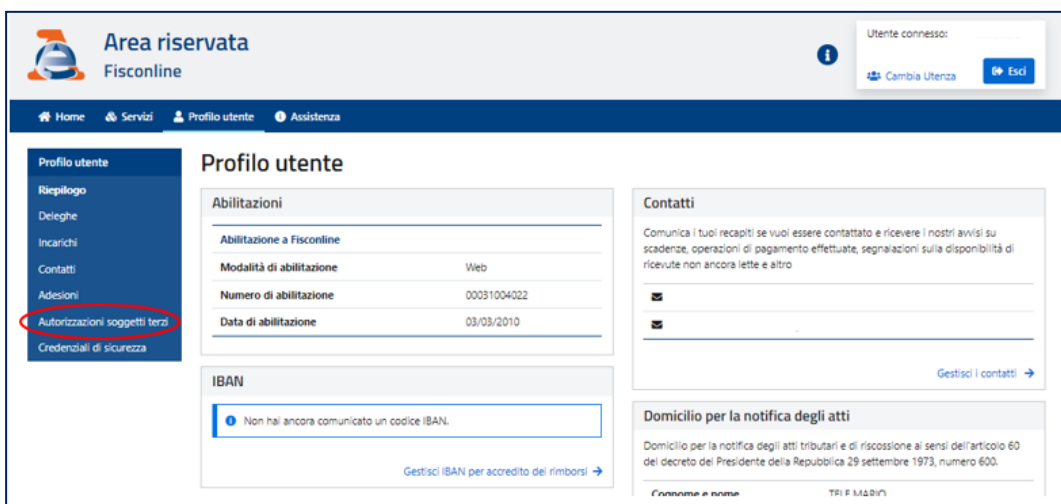 Area riservata
Fisconline
Utente connesso:
Cambia Utenza
Esci
Home
Servizi
Profilo utente
Assistenza
Profilo utente
Riepilogo
Deleghe
Incarichi
Contatti
Adesioni
Autorizzazioni soggetti terzi
Credenziali di sicurezza
Profilo utente
Abilitazioni
Abilitazione a Fisconline
Modalità di abilitazione Web
Numero di abilitazione 00031004022
Data di abilitazione 03/03/2010
IBAN
Non hai ancora comunicato un codice IBAN.
Gestisci IBAN per accredito dei rimborsi
Contatti
Comunica i tuoi recapiti se vuoi essere contattato e ricevere i nostri avvisi su
scadenze, operazioni di pagamento effettuate, segnalazioni sulla disponibilità di
ricevute non ancora lette e altro
Gestisci i contatti
Domicilio per la notifica degli atti
Domicilio per la notifica degli atti tributari e di riscossione ai sensi dell'articolo 60
del decreto del Presidente della Repubblica 29 settembre 1973, numero 600.
Cognome e nome TELE MARIO